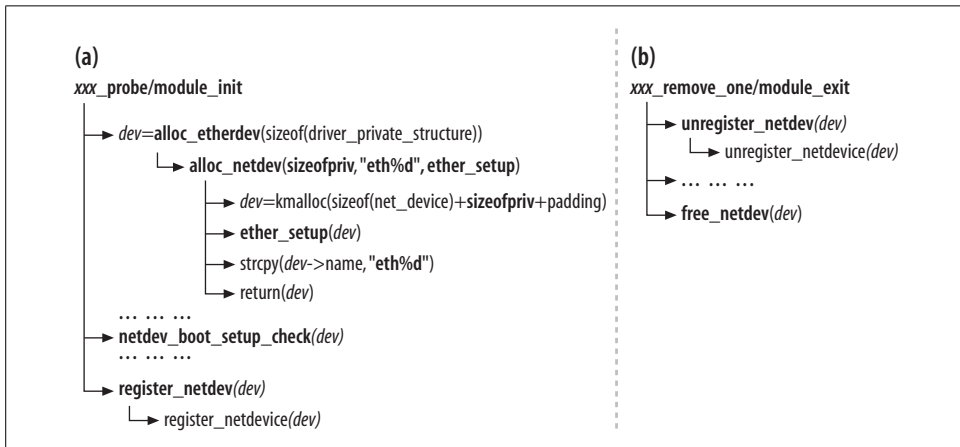 (a)
xxx_probe/module_init
dev=alloc_etherdev(sizeof(driver_private_structure))
alloc_netdev(sizeofpriv, "eth%d", ether_setup)
dev=kmalloc(sizeof(net_device)+sizeofpriv+padding)
ether_setup(dev)
strcpy(dev->name, "eth%d")
return(dev)
... ... ...
netdev_boot_setup_check(dev)
... ... ...
register_netdev(dev)
register_netdevice(dev)
(b)
xxx_remove_one/module_exit
unregister_netdev(dev)
unregister_netdevice(dev)
... ... ...
free_netdev(dev)